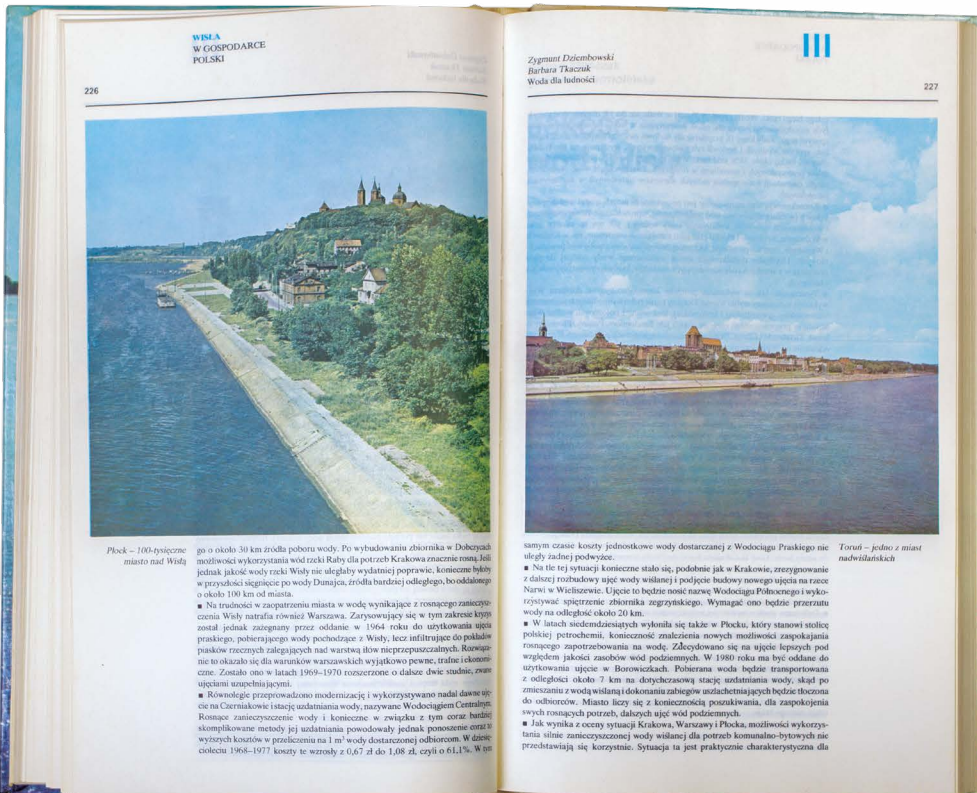 WISŁA
W GOSPODARCE
POLSKI
226
Płock – 100-tysięczne
miasto nad Wisłą
go o około 30 km źródła poboru wody. Po wybudowaniu zbiornika w Dobczycach
możliwości wykorzystania wód rzeki Raby dla potrzeb Krakowa znacznie rosną. Jeśli
jednak jakość wody rzeki Wisły nie uległaby wydatniej poprawie, konieczne byłoby
w przyszłości sięgnięcie po wody Dunajca, źródła bardziej odległego, bo oddalonego
o około 100 km od miasta.
■ Na trudności w zaopatrzeniu miasta w wodę wynikające z rosnącego zanieczysz-
czenia Wisły natrafia również Warszawa. Zarysowujący się w tym zakresie kryzys
został jednak zażegnany przez oddanie w 1964 roku do użytkowania ujęcia
praskiego, pobierającego wody pochodzące z Wisły, lecz infiltrujące do pokładów
piasków rzecznych zalegających nad warstwą iłów nieprzepuszczalnych. Rozwiąza-
nie to okazało się dla warunków warszawskich wyjątkowo pewne, trafne i ekonomi-
czne. Zostało ono w latach 1969–1970 rozszerzone o dalsze dwie studnie, zwane
ujęciami uzupełniającymi.
■ Równolegle przeprowadzono modernizację i wykorzystywano nadal dawne uję-
cie na Czerniakowie i stację uzdatniania wody, nazywane Wodociągiem Centralnym.
Rosnące zanieczyszczenie wody i konieczne w związku z tym coraz bardziej
skomplikowane metody jej uzdatniania powodowały jednak ponoszenie coraz to
wyższych kosztów w przeliczeniu na 1 m³ wody dostarczonej odbiorcom. W dziesię-
cioleciu 1968–1977 koszty te wzrosły z 0,67 zł do 1,08 zł, czyli o 61,1%. W tym
III
Zygmunt Dziembowski
Barbara Tkaczuk
Woda dla ludności
227
samym czasie koszty jednostkowe wody dostarczanej z Wodociągu Praskiego nie
uległy żadnej podwyżce.
■ Na tle tej sytuacji konieczne stało się, podobnie jak w Krakowie, zrezygnowanie
z dalszej rozbudowy ujęć wody wiślanej i podjęcie budowy nowego ujęcia na rzece
Narwi w Wieliszewie. Ujęcie to będzie nosić nazwę Wodociągu Północnego i wyko-
rzystywać spiętrzenie zbiornika zegrzyńskiego. Wymagać ono będzie przerzutu
wody na odległość około 20 km.
■ W latach siedemdziesiątych wyłoniła się także w Płocku, który stanowi stolicę
polskiej petrochemii, konieczność znalezienia nowych możliwości zaspokajania
rosnącego zapotrzebowania na wodę. Zdecydowano się na ujęcie lepszych pod
względem jakości zasobów wód podziemnych. W 1980 roku ma być oddane do
użytkowania ujęcie w Borowiczkach. Pobierana woda będzie transportowana
z odległości około 7 km na dotychczasową stację uzdatniania wody, skąd po
zmieszaniu z wodą wiślaną i dokonaniu zabiegów uszlachetniających będzie tłoczona
do odbiorców. Miasto liczy się z koniecznością poszukiwania, dla zaspokojenia
swych rosnących potrzeb, dalszych ujęć wód podziemnych.
■ Jak wynika z oceny sytuacji Krakowa, Warszawy i Płocka, możliwości wykorzys-
tania silnie zanieczyszczonej wody wiślanej dla potrzeb komunalno-bytowych nie
przedstawiają się korzystnie. Sytuacja ta jest praktycznie charakterystyczna dla
Toruń – jedno z miast
nadwiślańskich